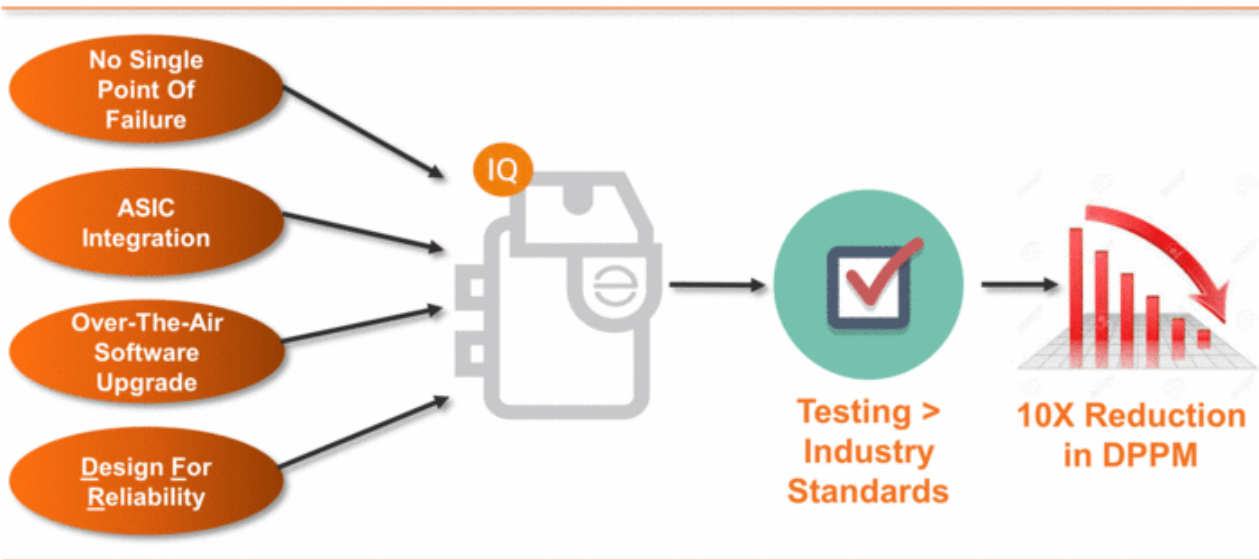 No Single
Point Of
Failure
ASIC
Integration
Over-The-Air
Software
Upgrade
Design For
Reliability
IQ
e
Testing >
Industry
Standards
10X Reduction
in DPPM